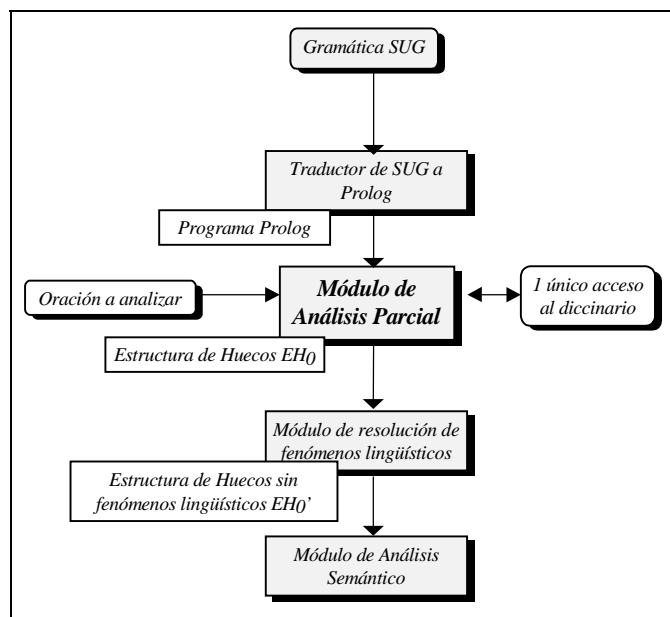 Gramática SUG
Traductor de SUG a
Prolog
Programa Prolog
Oración a analizar
Módulo de
Análisis Parcial
1 único acceso
al diccinario
Estructura de Huecos EH0
Módulo de resolución de
fenómenos lingüísticos
Estructura de Huecos sin
fenómenos lingüísticos EH0’
Módulo de Análisis
Semántico